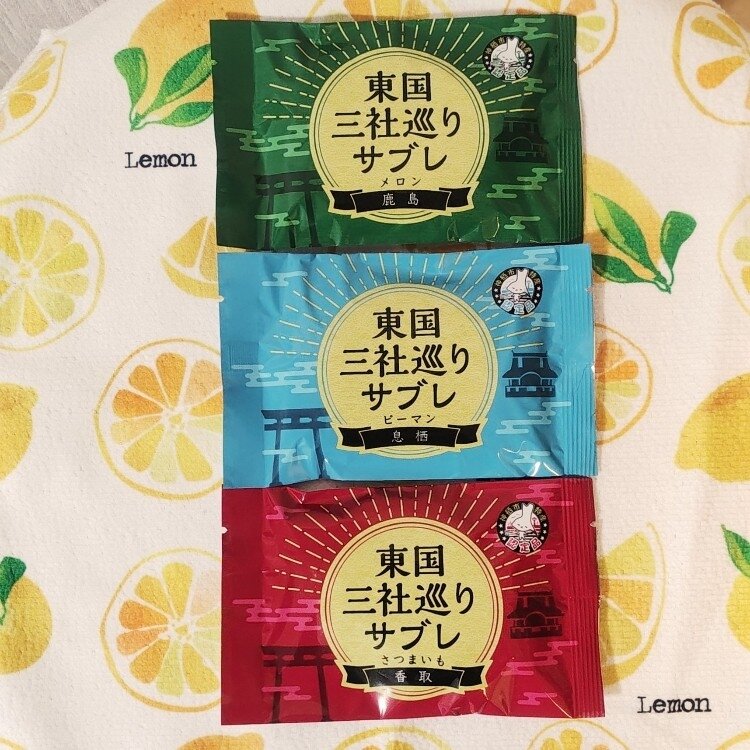 東国
三社巡り
サブレ
メロン
鹿島
Lemon
東国
三社巡り
サブレ
ピーマン
息栖
東国
三社巡り
サブレ
さつまいも
香取
Lemon